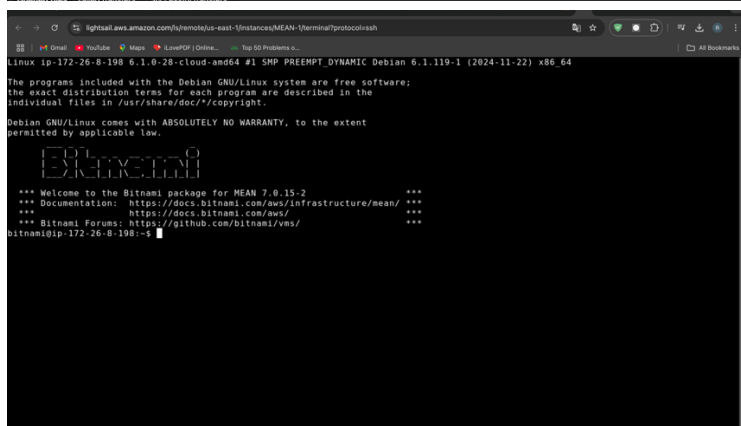 lightsail.aws.amazon.com/ls/remote/us-east-1/instances/MEAN-1/terminal?protocol=ssh
Gmail YouTube Maps iLovePDF | Online... Top 50 Problems o... All Bookmarks
Linux ip-172-26-8-198 6.1.0-28-cloud-amd64 #1 SMP PREEMPT_DYNAMIC Debian 6.1.119-1 (2024-11-22) x86_64
The programs included with the Debian GNU/Linux system are free software;
the exact distribution terms for each program are described in the
individual files in /usr/share/doc/*/copyright.
Debian GNU/Linux comes with ABSOLUTELY NO WARRANTY, to the extent
permitted by applicable law.
Bitnami
*** Welcome to the Bitnami package for MEAN 7.0.15-2 ***
*** Documentation: https://docs.bitnami.com/aws/infrastructure/mean/ ***
*** https://docs.bitnami.com/aws/ ***
*** Bitnami Forums: https://github.com/bitnami/vms/ ***
bitnami@ip-172-26-8-198:~$